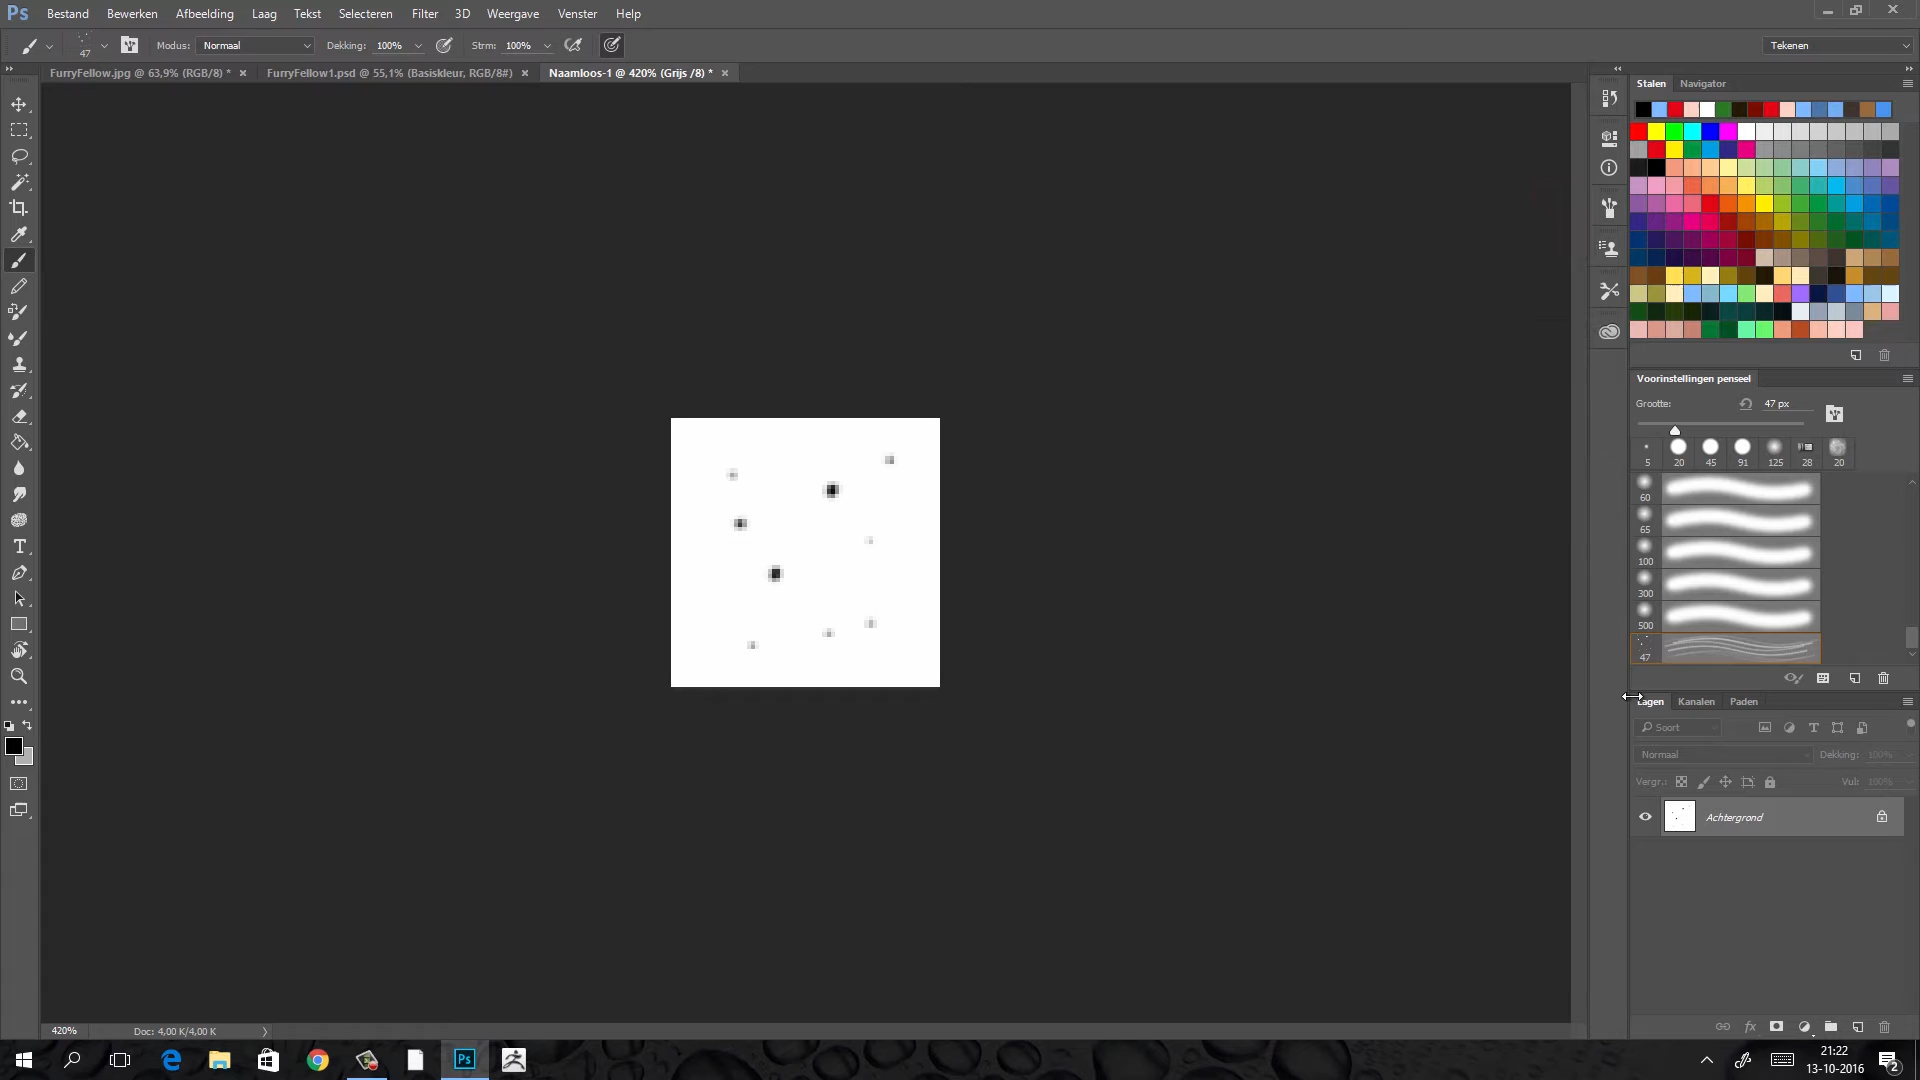 Ps Bestand Bewerken Afbeelding Laag Tekst Selecteren Filter 3D Weergave Venster Help
47 Modus: Normaal Dekking: 100% Strm: 100% Tekenen
FurryFellow.jpg @ 63,9% (RGB/8) * FurryFellow1.psd @ 55,1% (Basiskleur, RGB/8#) Naamloos-1 @ 420% (Grijs /8) *
Stalen Navigator
Voorinstellingen penseel
Grootte: 47 px
5 20 45 91 125 28 20
60
65
100
300
500
47
Lagen Kanalen Paden
Soort
Normaal Dekking: 100%
Vergr.: Vul: 100%
Achtergrond
420% Doc: 4,00 K/4,00 K
Ps
21:22
13-10-2016
2